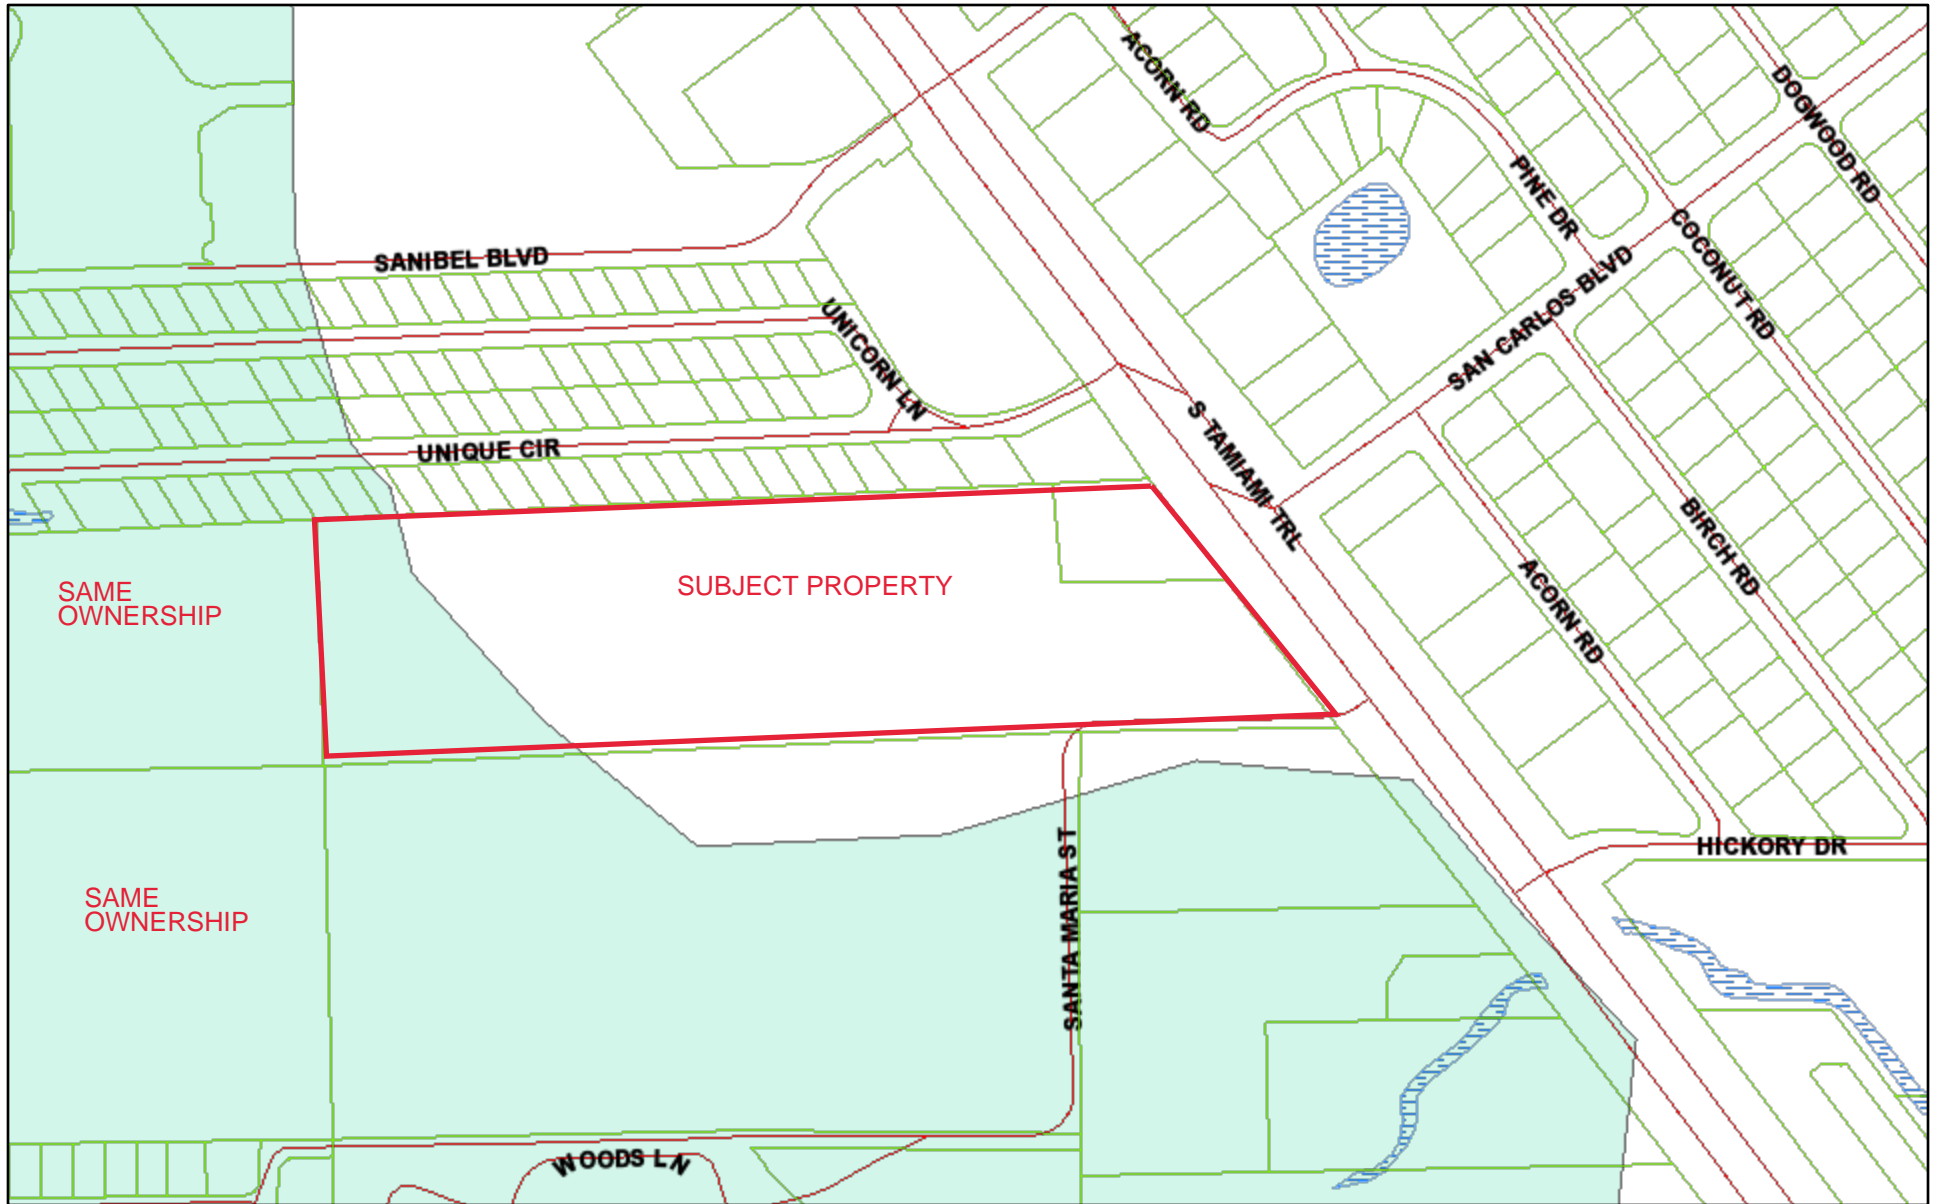 ACORN RD
DOGWOOD RD
PINE DR
COCONUT RD
SANIBEL BLVD
SAN CARLOS BLVD
UNICORN LN
UNIQUE CIR
S TAMIAMI TRL
BIRCH RD
ACORN RD
SAME
OWNERSHIP
SUBJECT PROPERTY
HICKORY DR
SANTA MARIA ST
SAME
OWNERSHIP
WOODS LN